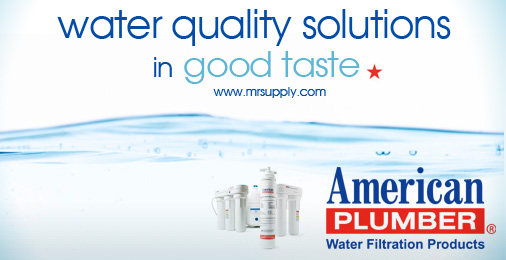 water quality solutions
in good taste
www.mrsupply.com
American
PLUMBER®
Water Filtration Products